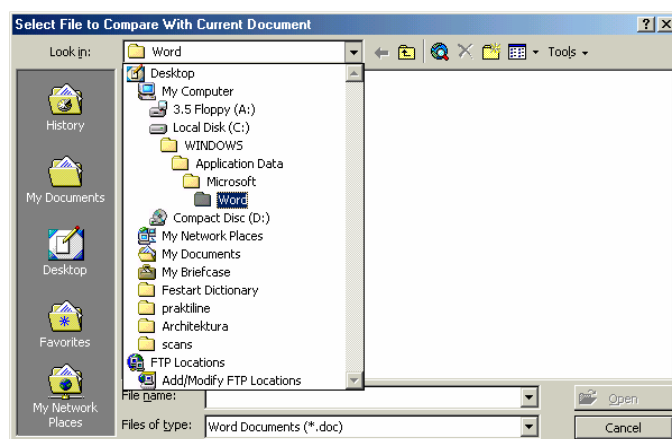 Select File to Compare With Current Document
Look in: Word Tools
Desktop
My Computer
3.5 Floppy (A:)
Local Disk (C:)
WINDOWS
Application Data
Microsoft
Word
Compact Disc (D:)
My Network Places
My Documents
My Briefcase
Festart Dictionary
praktiline
Architektura
scans
FTP Locations
Add/Modify FTP Locations
History
My Documents
Desktop
Favorites
My Network
Places
File name: Open
Files of type: Word Documents (*.doc) Cancel